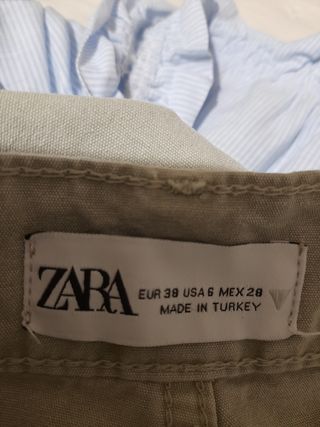 ZARA
EUR 38 USA 6 MEX 28
MADE IN TURKEY